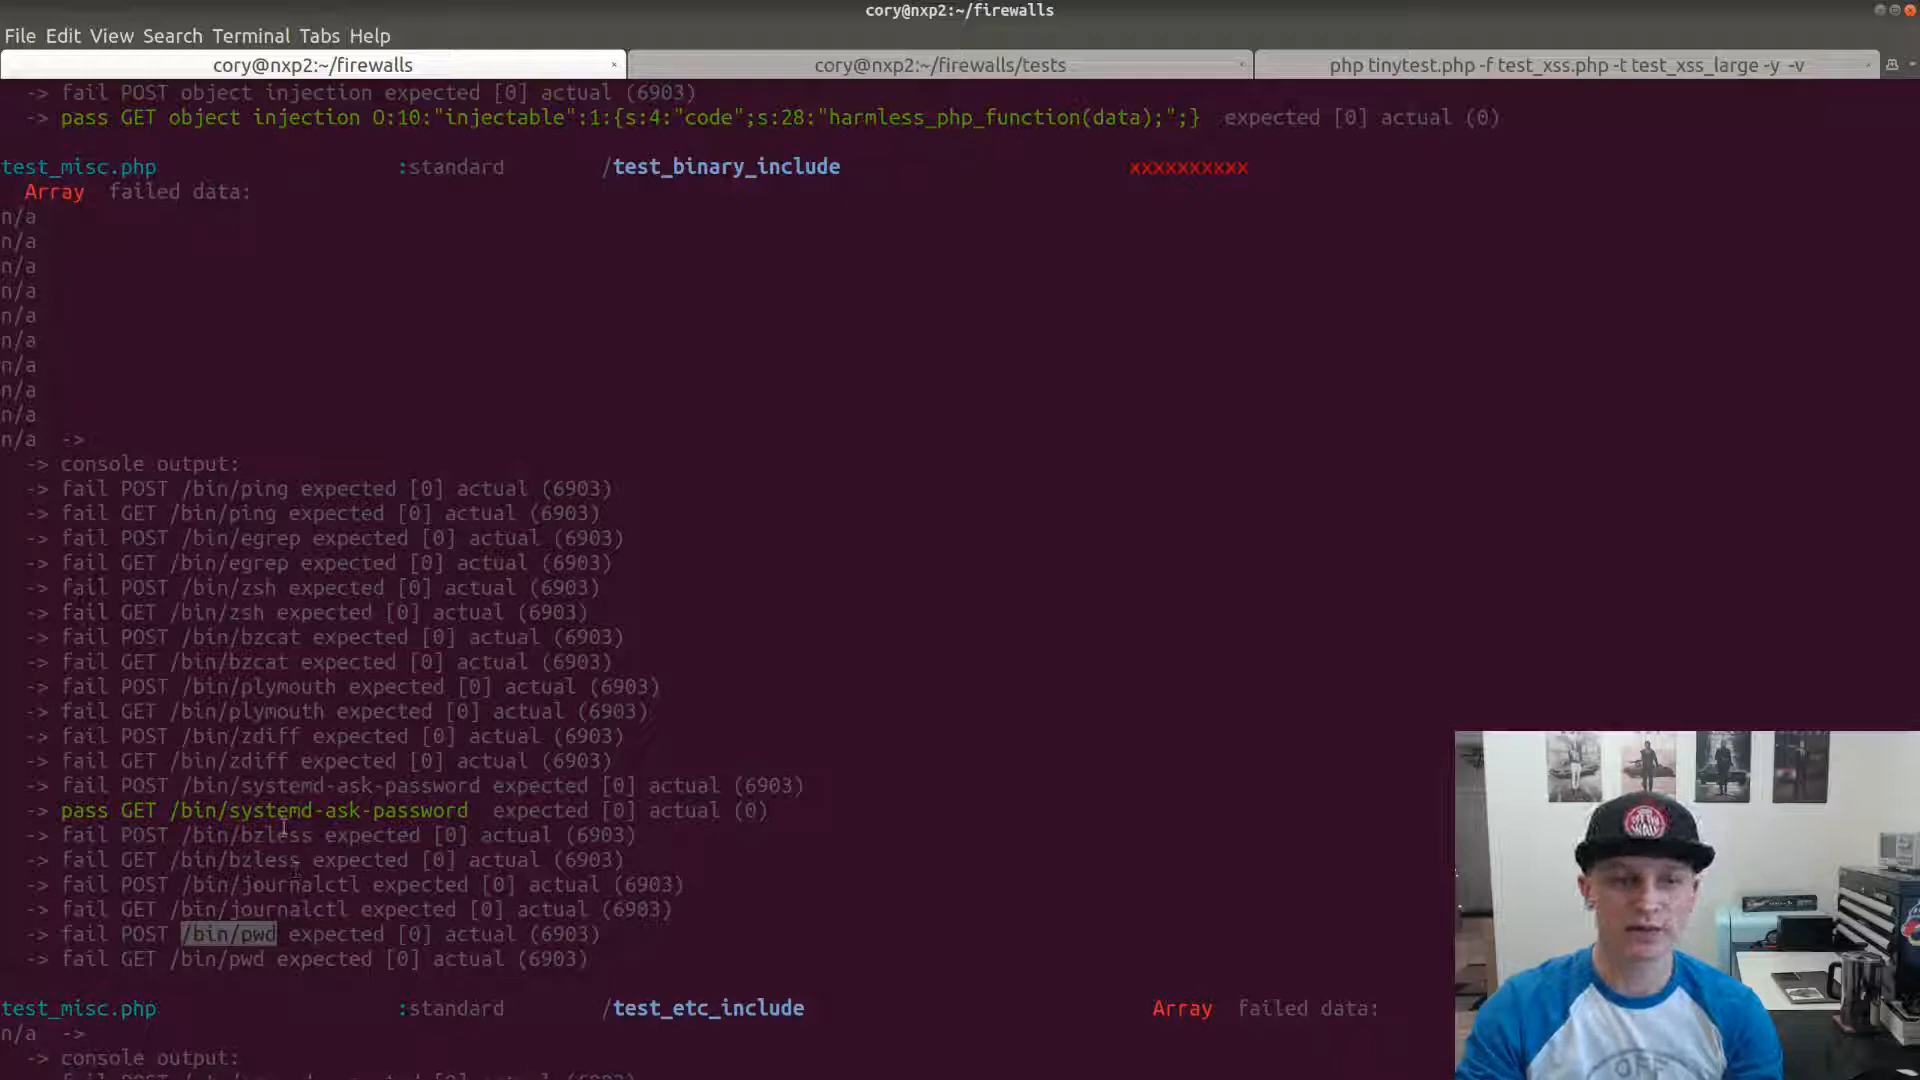 cory@nxp2:~/firewalls
File Edit View Search Terminal Tabs Help
cory@nxp2:~/firewalls
cory@nxp2:~/firewalls/tests
php tinytest.php -f test_xss.php -t test_xss_large -y -v
-> fail POST object injection expected [0] actual (6903)
-> pass GET object injection O:10:"injectable":1:{s:4:"code";s:28:"harmless_php_function(data);";} expected [0] actual (0)
test_misc.php :standard /test_binary_include xxxxxxxxxx
Array failed data:
n/a
n/a
n/a
n/a
n/a
n/a
n/a
n/a
n/a
n/a ->
-> console output:
-> fail POST /bin/ping expected [0] actual (6903)
-> fail GET /bin/ping expected [0] actual (6903)
-> fail POST /bin/egrep expected [0] actual (6903)
-> fail GET /bin/egrep expected [0] actual (6903)
-> fail POST /bin/zsh expected [0] actual (6903)
-> fail GET /bin/zsh expected [0] actual (6903)
-> fail POST /bin/bzcat expected [0] actual (6903)
-> fail GET /bin/bzcat expected [0] actual (6903)
-> fail POST /bin/plymouth expected [0] actual (6903)
-> fail GET /bin/plymouth expected [0] actual (6903)
-> fail POST /bin/zdiff expected [0] actual (6903)
-> fail GET /bin/zdiff expected [0] actual (6903)
-> fail POST /bin/systemd-ask-password expected [0] actual (6903)
-> pass GET /bin/systemd-ask-password expected [0] actual (0)
-> fail POST /bin/bzless expected [0] actual (6903)
-> fail GET /bin/bzless expected [0] actual (6903)
-> fail POST /bin/journalctl expected [0] actual (6903)
-> fail GET /bin/journalctl expected [0] actual (6903)
-> fail POST /bin/pwd expected [0] actual (6903)
-> fail GET /bin/pwd expected [0] actual (6903)
test_misc.php :standard /test_etc_include Array failed data:
n/a ->
-> console output:
OFF